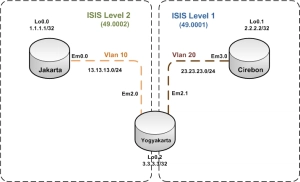 ISIS Level 2
(49.0002)
ISIS Level 1
(49.0001)
Lo0.0
1.1.1.1/32
Lo0.1
2.2.2.2/32
Em0.0
Vlan 10
Vlan 20
Em3.0
Jakarta
13.13.13.0/24
23.23.23.0/24
Cirebon
Em2.0
Em2.1
Yogyakarta
Lo0.2
3.3.3.3/32